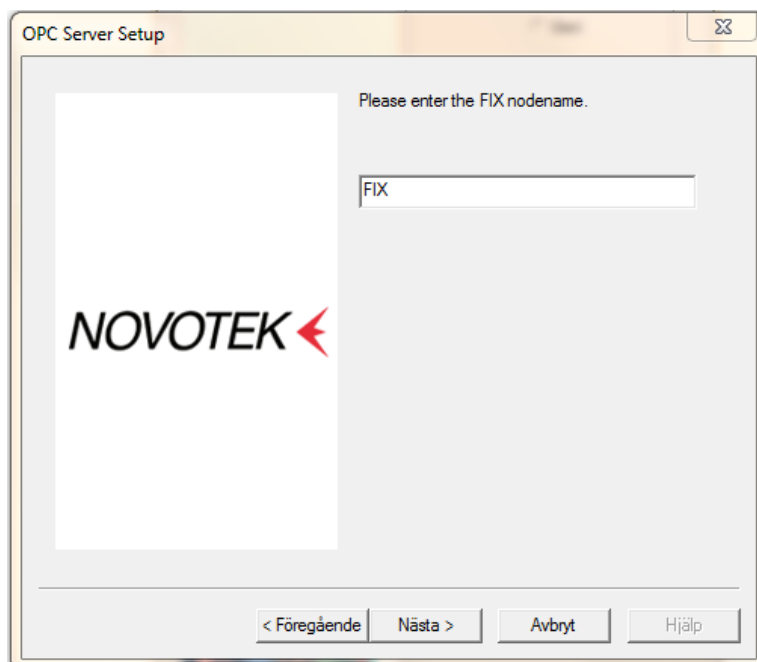 OPC Server Setup
Please enter the FIX nodename.
FIX
NOVOTEK
< Föregående
Nästa >
Avbryt
Hjälp